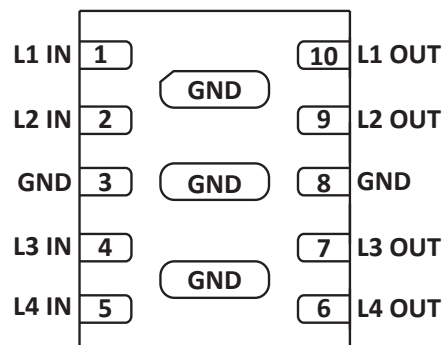 L1 IN 1 10 L1 OUT
GND
L2 IN 2 9 L2 OUT
GND 3 GND 8 GND
L3 IN 4 7 L3 OUT
GND
L4 IN 5 6 L4 OUT